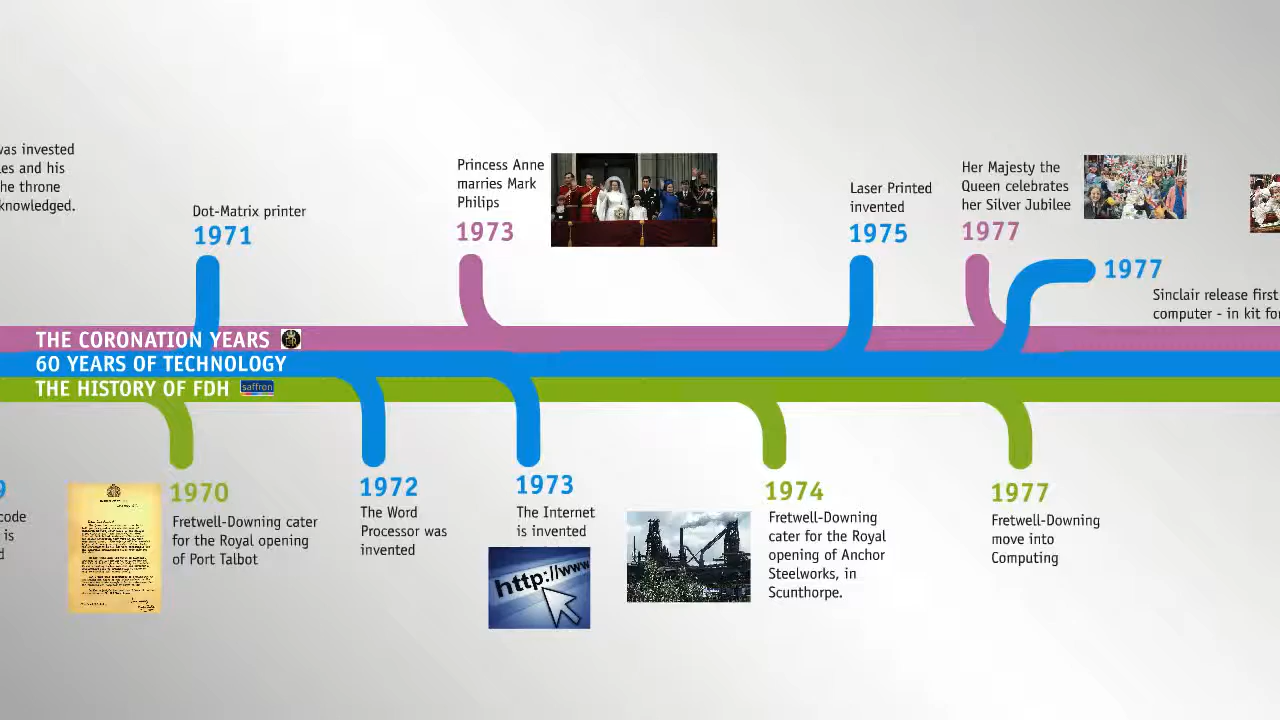 was invested
les and his
he throne
knowledged.
Dot-Matrix printer
1971
Princess Anne
marries Mark
Philips
1973
Laser Printed
invented
1975
Her Majesty the
Queen celebrates
her Silver Jubilee
1977
1977
Sinclair release first
computer - in kit fo
THE CORONATION YEARS
60 YEARS OF TECHNOLOGY
THE HISTORY OF FDH
saffron
9
code
is
d
1970
Fretwell-Downing cater
for the Royal opening
of Port Talbot
1972
The Word
Processor was
invented
1973
The Internet
is invented
http://www
1974
Fretwell-Downing
cater for the Royal
opening of Anchor
Steelworks, in
Scunthorpe.
1977
Fretwell-Downing
move into
Computing